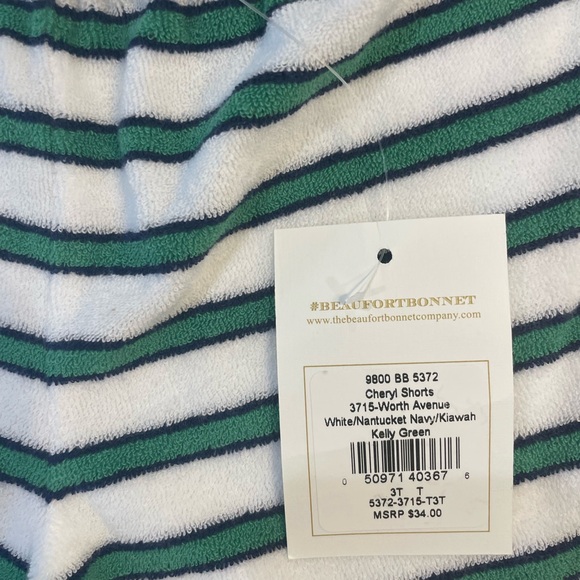 #BEAUFORTBONNET
www.thebeaufortbonnetcompany.com
9800 BB 5372
Cheryl Shorts
3715-Worth Avenue
White/Nantucket Navy/Kiawah
Kelly Green
0 50971 40367 6
3T T
5372-3715-T3T
MSRP $34.00